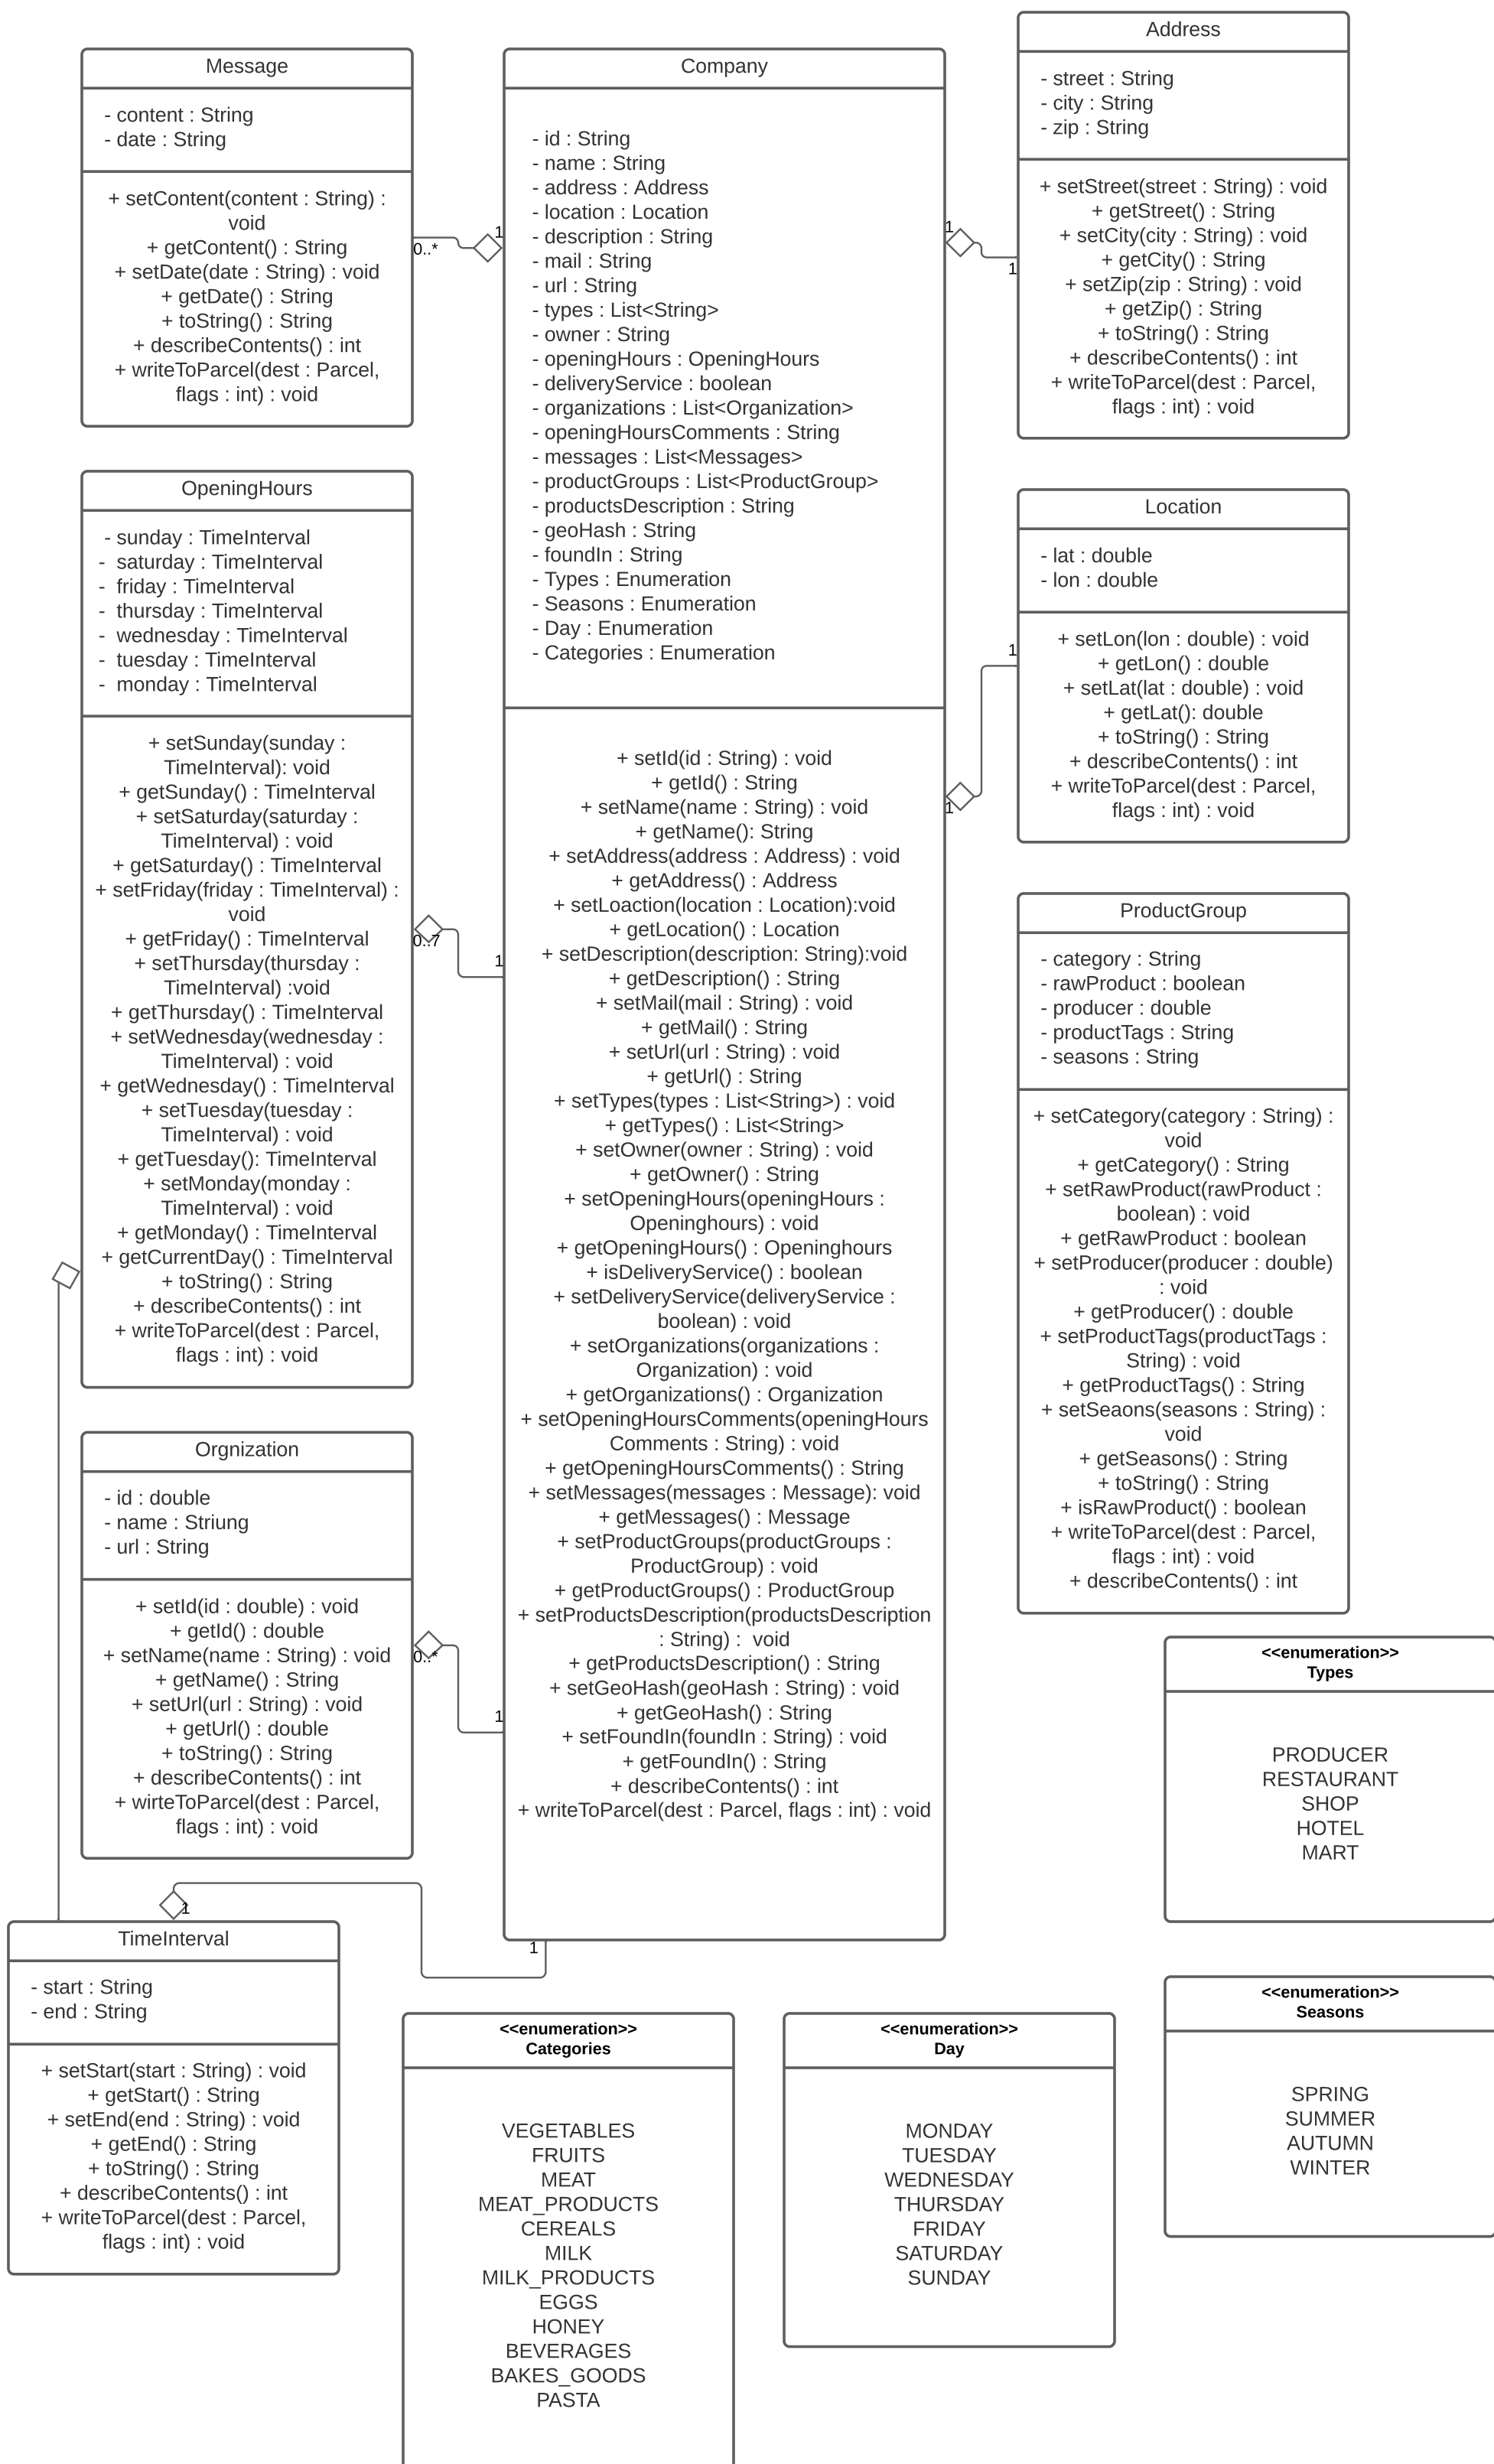 Message
- content : String
- date : String
+ setContent(content : String) :
void
+ getContent() : String
+ setDate(date : String) : void
+ getDate() : String
+ toString() : String
+ describeContents() : int
+ writeToParcel(dest : Parcel,
flags : int) : void
0..*
1
Company
- id : String
- name : String
- address : Address
- location : Location
- description : String
- mail : String
- url : String
- types : List<String>
- owner : String
- openingHours : OpeningHours
- deliveryService : boolean
- organizations : List<Organization>
- openingHoursComments : String
- messages : List<Messages>
- productGroups : List<ProductGroup>
- productsDescription : String
- geoHash : String
- foundIn : String
- Types : Enumeration
- Seasons : Enumeration
- Day : Enumeration
- Categories : Enumeration
+ setId(id : String) : void
+ getId() : String
+ setName(name : String) : void
+ getName(): String
+ setAddress(address : Address) : void
+ getAddress() : Address
+ setLoaction(location : Location):void
+ getLocation() : Location
+ setDescription(description: String):void
+ getDescription() : String
+ setMail(mail : String) : void
+ getMail() : String
+ setUrl(url : String) : void
+ getUrl() : String
+ setTypes(types : List<String>) : void
+ getTypes() : List<String>
+ setOwner(owner : String) : void
+ getOwner() : String
+ setOpeningHours(openingHours :
Openinghours) : void
+ getOpeningHours() : Openinghours
+ isDeliveryService() : boolean
+ setDeliveryService(deliveryService :
boolean) : void
+ setOrganizations(organizations :
Organization) : void
+ getOrganizations() : Organization
+ setOpeningHoursComments(openingHours
Comments : String) : void
+ getOpeningHoursComments() : String
+ setMessages(messages : Message): void
+ getMessages() : Message
+ setProductGroups(productGroups :
ProductGroup) : void
+ getProductGroups() : ProductGroup
+ setProductsDescription(productsDescription
: String) :  void
+ getProductsDescription() : String
+ setGeoHash(geoHash : String) : void
+ getGeoHash() : String
+ setFoundIn(foundIn : String) : void
+ getFoundIn() : String
+ describeContents() : int
+ writeToParcel(dest : Parcel, flags : int) : void
1
1
Address
- street : String
- city : String
- zip : String
+ setStreet(street : String) : void
+ getStreet() : String
+ setCity(city : String) : void
+ getCity() : String
+ setZip(zip : String) : void
+ getZip() : String
+ toString() : String
+ describeContents() : int
+ writeToParcel(dest : Parcel,
flags : int) : void
OpeningHours
- sunday : TimeInterval
-  saturday : TimeInterval
-  friday : TimeInterval
-  thursday : TimeInterval
-  wednesday : TimeInterval
-  tuesday : TimeInterval
-  monday : TimeInterval
+ setSunday(sunday :
TimeInterval): void
+ getSunday() : TimeInterval
+ setSaturday(saturday :
TimeInterval) : void
+ getSaturday() : TimeInterval
+ setFriday(friday : TimeInterval) :
void
+ getFriday() : TimeInterval
+ setThursday(thursday :
TimeInterval) :void
+ getThursday() : TimeInterval
+ setWednesday(wednesday :
TimeInterval) : void
+ getWednesday() : TimeInterval
+ setTuesday(tuesday :
TimeInterval) : void
+ getTuesday(): TimeInterval
+ setMonday(monday :
TimeInterval) : void
+ getMonday() : TimeInterval
+ getCurrentDay() : TimeInterval
+ toString() : String
+ describeContents() : int
+ writeToParcel(dest : Parcel,
flags : int) : void
0..7
1
Location
- lat : double
- lon : double
+ setLon(lon : double) : void
+ getLon() : double
+ setLat(lat : double) : void
+ getLat(): double
+ toString() : String
+ describeContents() : int
+ writeToParcel(dest : Parcel,
flags : int) : void
1
1
ProductGroup
- category : String
- rawProduct : boolean
- producer : double
- productTags : String
- seasons : String
+ setCategory(category : String) :
void
+ getCategory() : String
+ setRawProduct(rawProduct :
boolean) : void
+ getRawProduct : boolean
+ setProducer(producer : double)
: void
+ getProducer() : double
+ setProductTags(productTags :
String) : void
+ getProductTags() : String
+ setSeaons(seasons : String) :
void
+ getSeasons() : String
+ toString() : String
+ isRawProduct() : boolean
+ writeToParcel(dest : Parcel,
flags : int) : void
+ describeContents() : int
Orgnization
- id : double
- name : Striung
- url : String
+ setId(id : double) : void
+ getId() : double
+ setName(name : String) : void
+ getName() : String
+ setUrl(url : String) : void
+ getUrl() : double
+ toString() : String
+ describeContents() : int
+ wirteToParcel(dest : Parcel,
flags : int) : void
0..*
1
<<enumeration>>
Types
PRODUCER
RESTAURANT
SHOP
HOTEL
MART
1
1
TimeInterval
- start : String
- end : String
+ setStart(start : String) : void
+ getStart() : String
+ setEnd(end : String) : void
+ getEnd() : String
+ toString() : String
+ describeContents() : int
+ writeToParcel(dest : Parcel,
flags : int) : void
<<enumeration>>
Categories
VEGETABLES
FRUITS
MEAT
MEAT_PRODUCTS
CEREALS
MILK
MILK_PRODUCTS
EGGS
HONEY
BEVERAGES
BAKES_GOODS
PASTA
<<enumeration>>
Day
MONDAY
TUESDAY
WEDNESDAY
THURSDAY
FRIDAY
SATURDAY
SUNDAY
<<enumeration>>
Seasons
SPRING
SUMMER
AUTUMN
WINTER